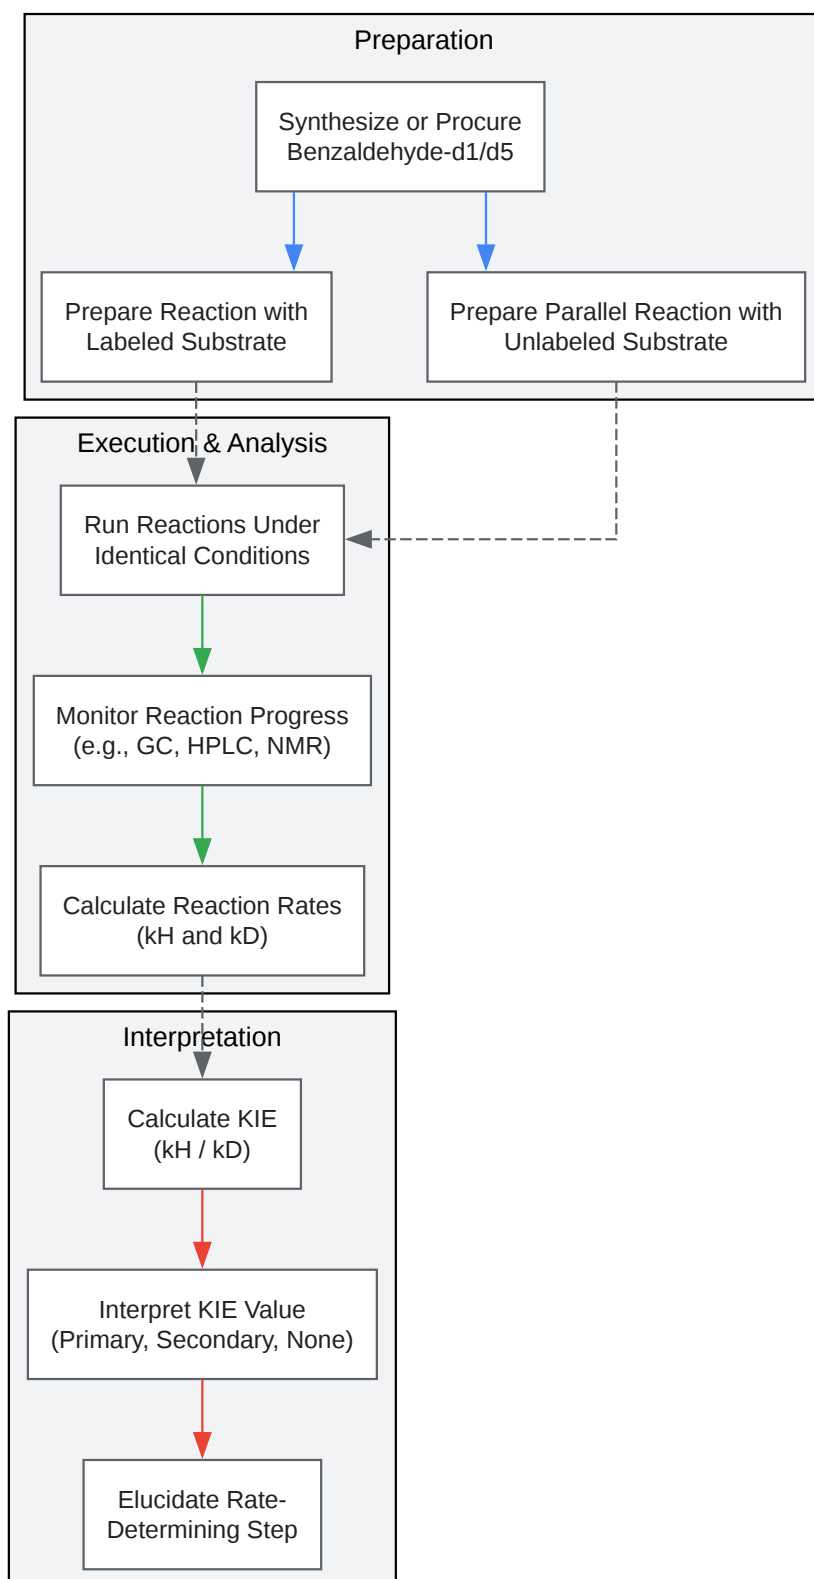 Preparation
Synthesize or Procure
Benzaldehyde-d1/d5
Prepare Reaction with
Labeled Substrate
Prepare Parallel Reaction with
Unlabeled Substrate
Execution & Analysis
Run Reactions Under
Identical Conditions
Monitor Reaction Progress
(e.g., GC, HPLC, NMR)
Calculate Reaction Rates
(kH and kD)
Interpretation
Calculate KIE
(kH / kD)
Interpret KIE Value
(Primary, Secondary, None)
Elucidate Rate-
Determining Step